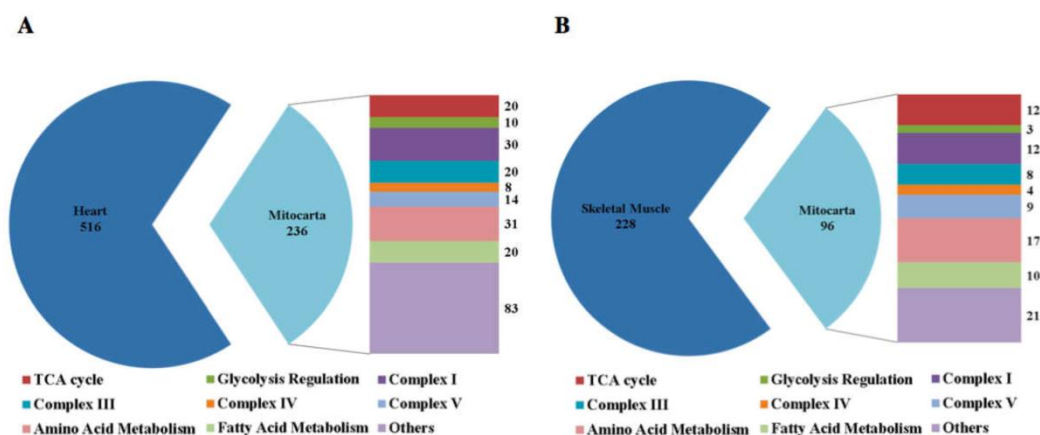 A
Heart
516
Mitocarta
236
20
10
30
20
8
14
31
20
83
TCA cycle
Glycolysis Regulation
Complex I
Complex III
Complex IV
Complex V
Amino Acid Metabolism
Fatty Acid Metabolism
Others
B
Skeletal Muscle
228
Mitocarta
96
12
3
12
8
4
9
17
10
21
TCA cycle
Glycolysis Regulation
Complex I
Complex III
Complex IV
Complex V
Amino Acid Metabolism
Fatty Acid Metabolism
Others